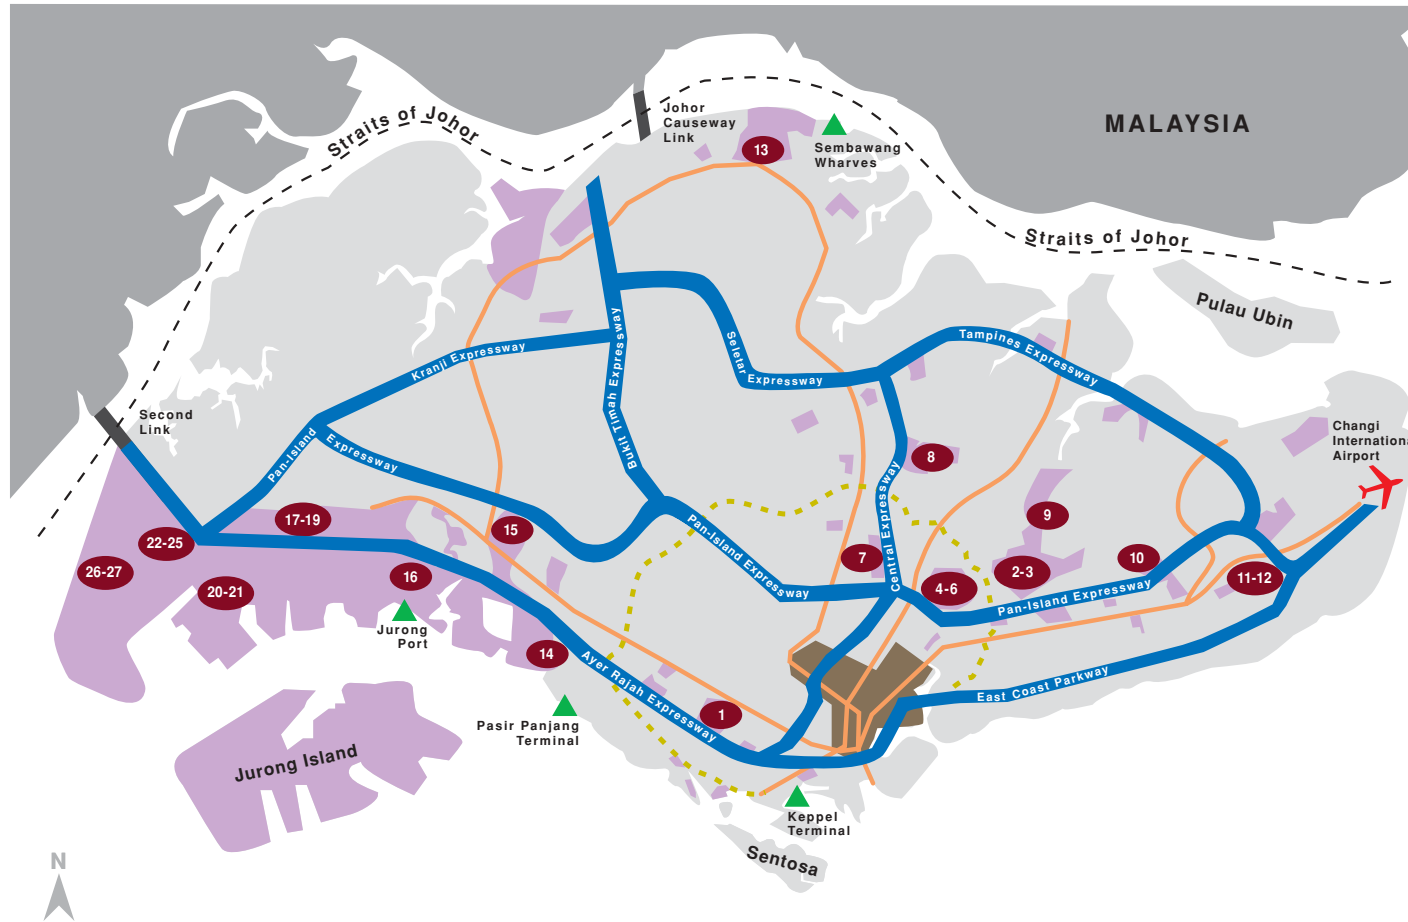 MALAYSIA
Straits of Johor
Johor
Causeway
Link
13
Sembawang
Wharves
Straits of Johor
Pulau Ubin
Kranji Expressway
Bukit Timah Expressway
Seletar
Expressway
Tampines Expressway
Second
Link
Pan-Island
Expressway
Changi
Internationa
Airport
8
Central Expressway
17-19
15
Pan-Island Expressway
9
22-25
26-27
20-21
16
7
4-6
2-3
10
11-12
Pan-Island Expressway
Jurong
Port
14
Ayer Rajah Expressway
East Coast Parkway
1
Pasir Panjang
Terminal
Jurong Island
Keppel
Terminal
Sentosa
N